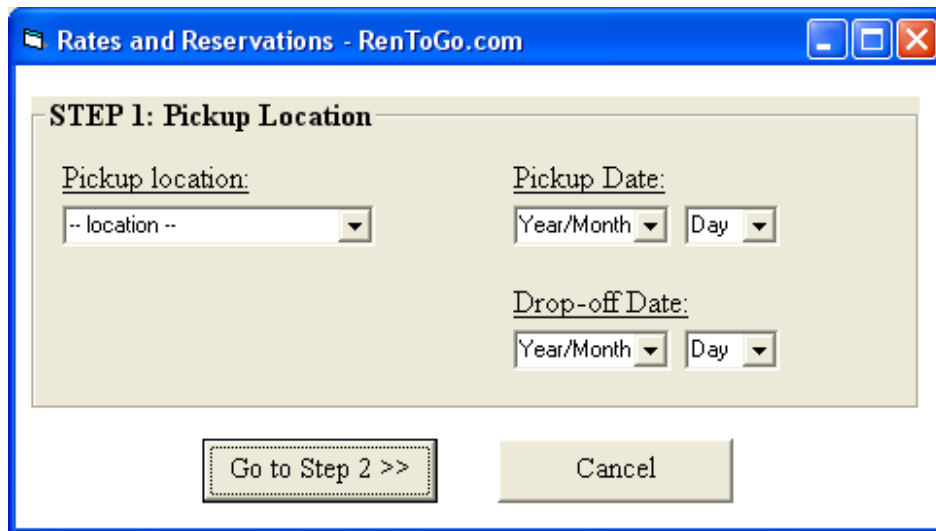 Rates and Reservations - RenToGo.com
STEP 1: Pickup Location
Pickup location:
-- location --
Pickup Date:
Year/Month Day
Drop-off Date:
Year/Month Day
Go to Step 2 >> Cancel